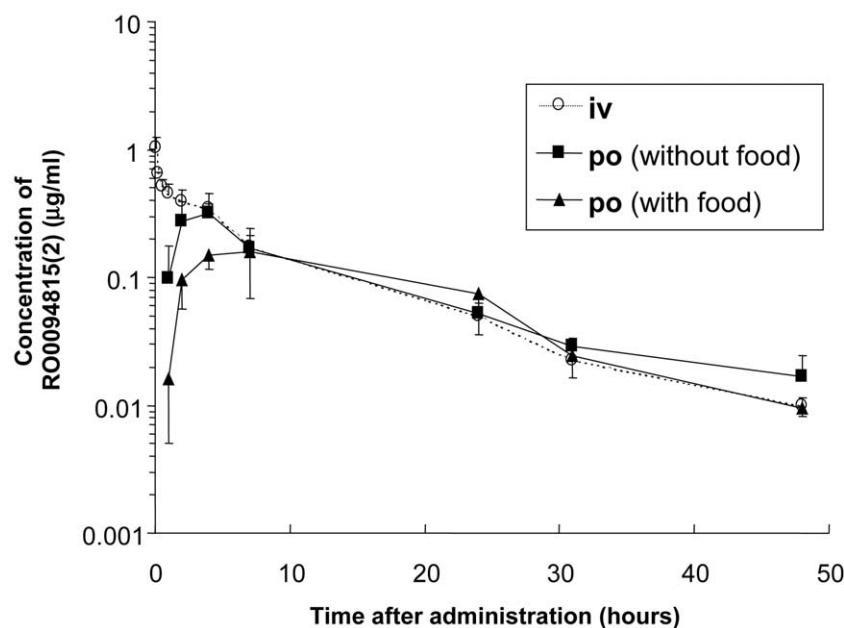 10
1
0.1
0.01
0.001
Concentration of
RO0094815(2) (μg/ml)
iv
po (without food)
po (with food)
0
10
20
30
40
50
Time after administration (hours)